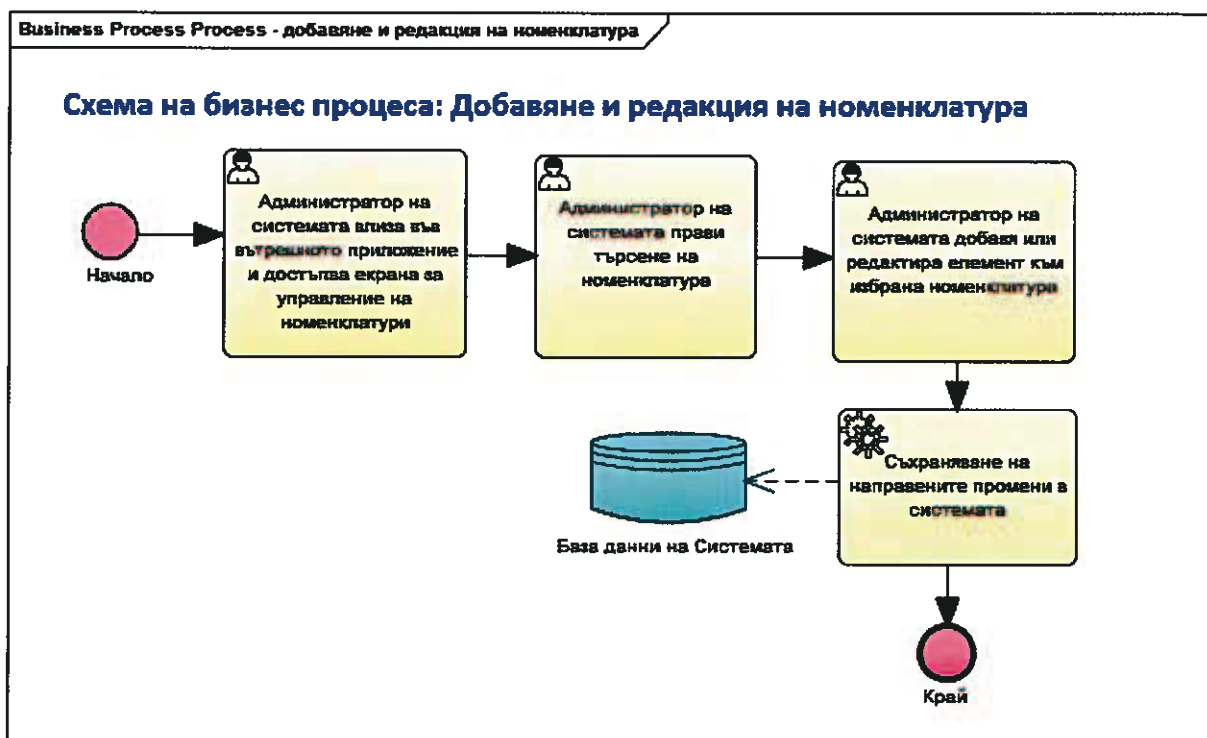 Business Process Process - добавяне и редакция на номенклатура
Схема на бизнес процеса: Добавяне и редакция на номенклатура
Начало
Администратор на
системата влиза във
вътрешното приложение
и достъпва екрана за
управление на
номенклатури
Администратор на
системата прави
търсене на
номенклатура
Администратор на
системата добавя или
редактира елемент към
избрана номенклатура
Съхраняване на
направените промени в
системата
База данни на Системата
Край